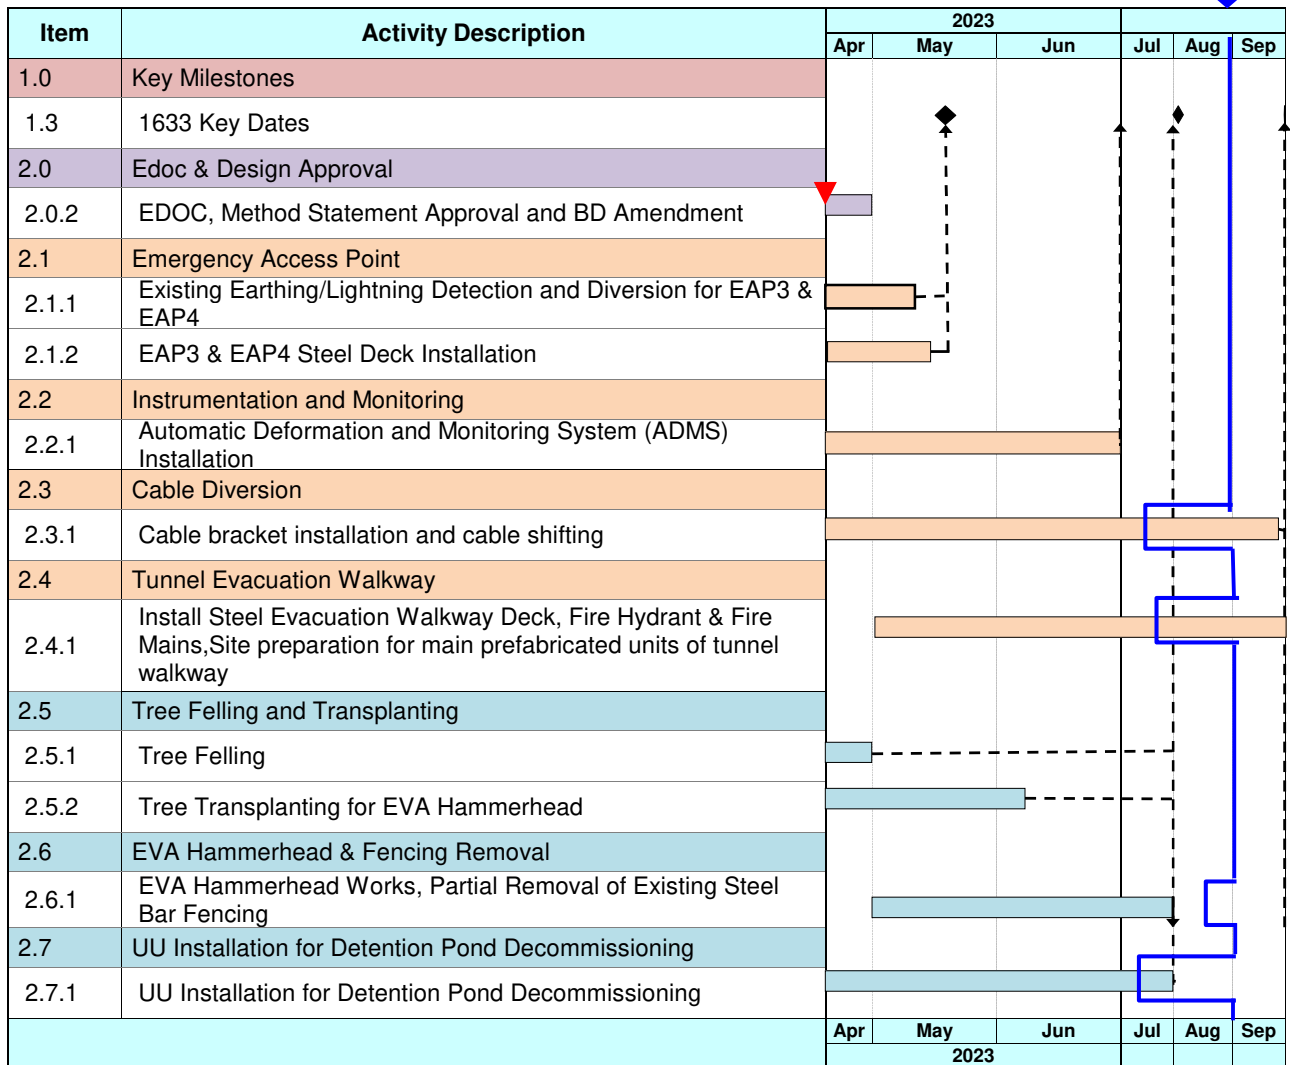 Item
Activity Description
2023
Apr May Jun Jul Aug Sep
1.0 Key Milestones
1.3 1633 Key Dates
2.0 Edoc & Design Approval
2.0.2 EDOC, Method Statement Approval and BD Amendment
2.1 Emergency Access Point
2.1.1 Existing Earthing/Lightning Detection and Diversion for EAP3 &
EAP4
2.1.2 EAP3 & EAP4 Steel Deck Installation
2.2 Instrumentation and Monitoring
2.2.1 Automatic Deformation and Monitoring System (ADMS)
Installation
2.3 Cable Diversion
2.3.1 Cable bracket installation and cable shifting
2.4 Tunnel Evacuation Walkway
2.4.1 Install Steel Evacuation Walkway Deck, Fire Hydrant & Fire
Mains,Site preparation for main prefabricated units of tunnel
walkway
2.5 Tree Felling and Transplanting
2.5.1 Tree Felling
2.5.2 Tree Transplanting for EVA Hammerhead
2.6 EVA Hammerhead & Fencing Removal
2.6.1 EVA Hammerhead Works, Partial Removal of Existing Steel
Bar Fencing
2.7 UU Installation for Detention Pond Decommissioning
2.7.1 UU Installation for Detention Pond Decommissioning
Apr May Jun Jul Aug Sep
2023